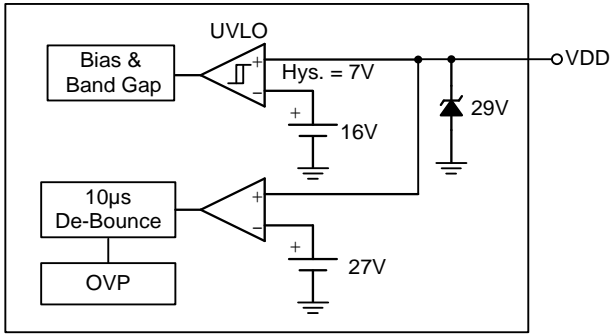 UVLO
Bias &
Band Gap
+
Hys. = 7V
−
+
16V
VDD
29V
10µs
De-Bounce
+
−
+
27V
OVP